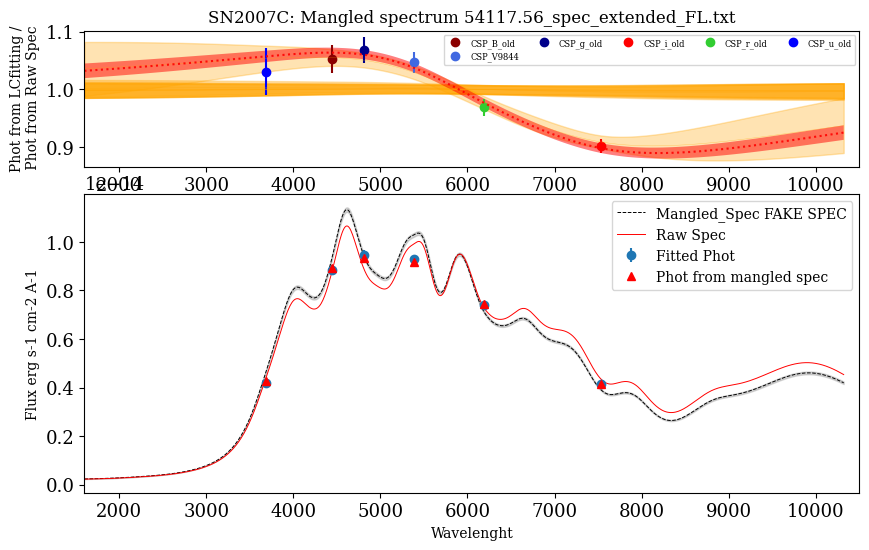 SN2007C: Mangled spectrum 54117.56_spec_extended_FL.txt
Phot from LCfitting /
Phot from Raw Spec
1.1
1.0
0.9
CSP_B_old CSP_g_old CSP_i_old CSP_r_old CSP_u_old
CSP_V9844
2000 3000 4000 5000 6000 7000 8000 9000 10000
1e−14
Flux erg s-1 cm-2 A-1
1.0
0.8
0.6
0.4
0.2
0.0
Mangled_Spec FAKE SPEC
Raw Spec
Fitted Phot
Phot from mangled spec
2000 3000 4000 5000 6000 7000 8000 9000 10000
Wavelenght